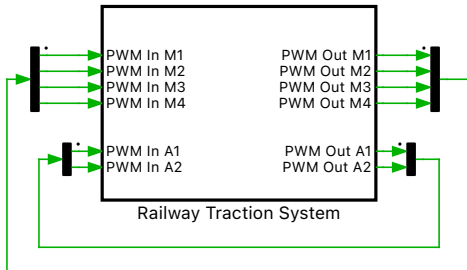 PWM In M1 PWM Out M1
PWM In M2 PWM Out M2
PWM In M3 PWM Out M3
PWM In M4 PWM Out M4
PWM In A1 PWM Out A1
PWM In A2 PWM Out A2
Railway Traction System